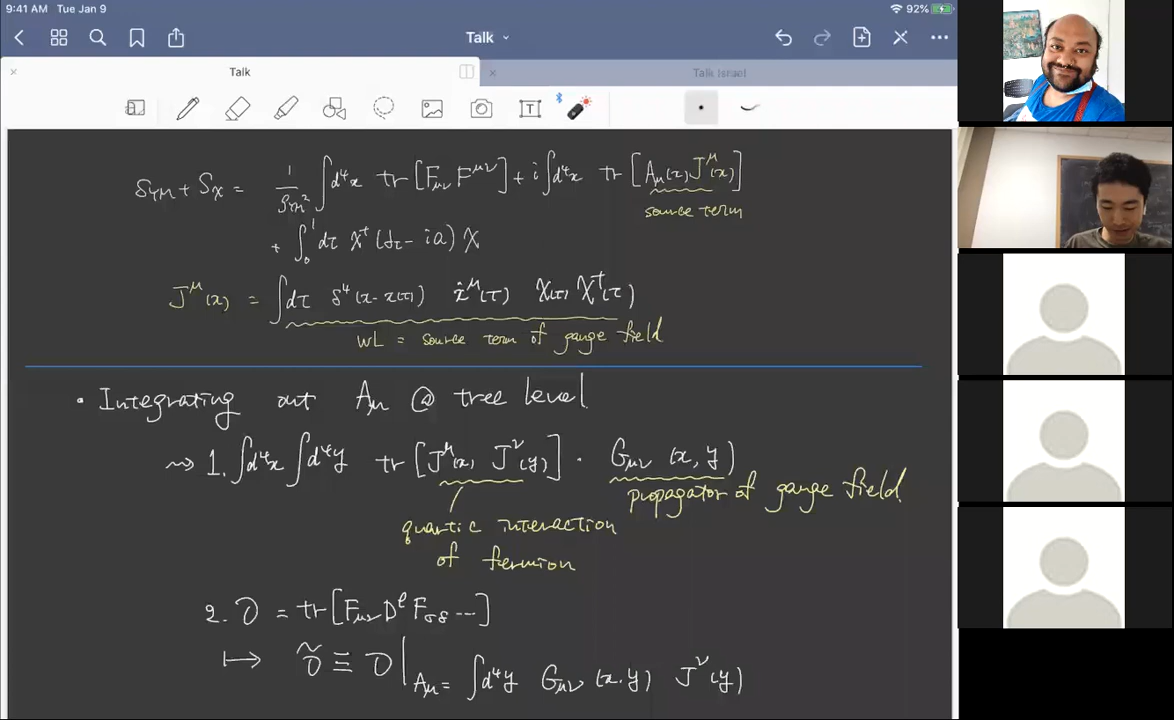 9:41 AM Tue Jan 9
92%
Talk
Talk
Talk Israel
S_YM + S_χ = 1/g_YM² ∫d⁴x tr[F_μν F^μν] + i∫d⁴x tr[A_μ(x) J^μ(x)]
source term
+ ∫₀¹ dτ χ†(∂τ - ia) χ
J^μ(x) = ∫dτ δ⁴(x-x(τ)) ẋ^μ(τ) χ(τ) χ†(τ)
WL = source term of gauge field
• Integrating out A_μ @ tree level
⇝ 1. ∫d⁴x ∫d⁴y tr[J^μ(x) J^ν(y)] · G_μν (x, y)
propagator of gauge field.
quartic interaction
of fermion
2. O = tr[F_μν D^ρ F_σδ ---]
↦ Õ ≡ O|_{A_μ = ∫d⁴y G_μν (x.y) J^ν(y)}